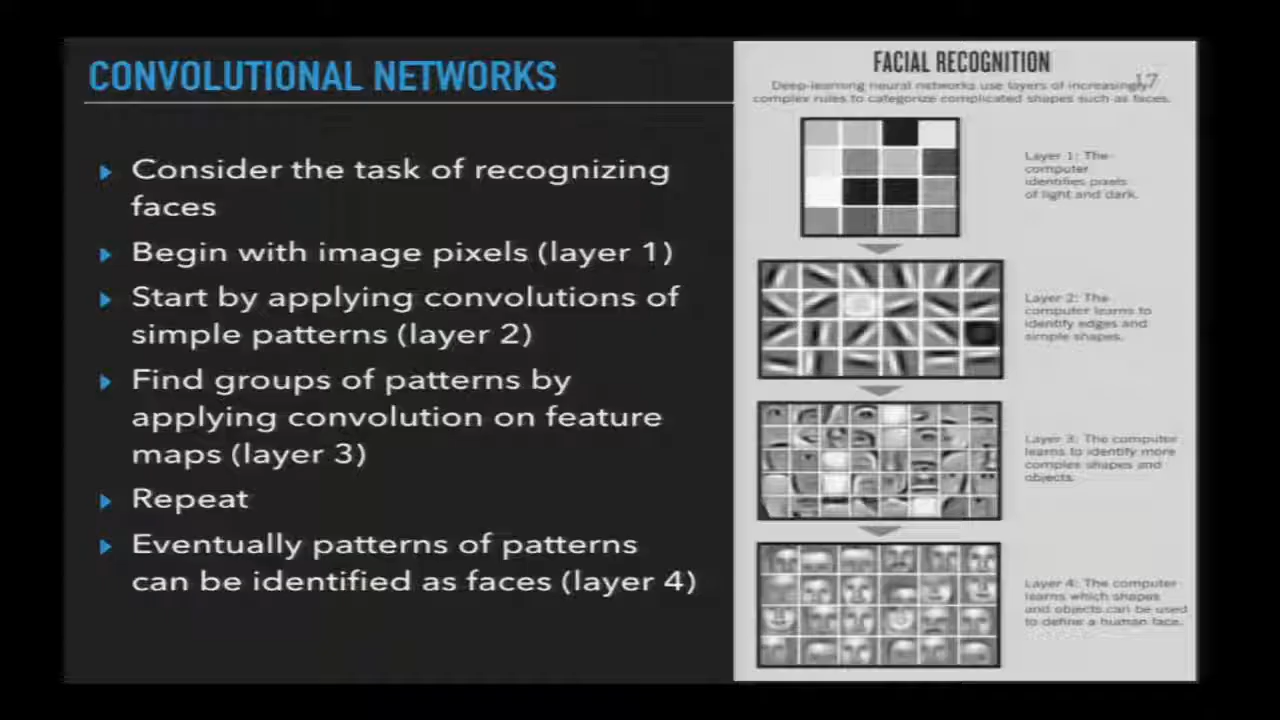 CONVOLUTIONAL NETWORKS
Consider the task of recognizing
faces
Begin with image pixels (layer 1)
Start by applying convolutions of
simple patterns (layer 2)
Find groups of patterns by
applying convolution on feature
maps (layer 3)
Repeat
Eventually patterns of patterns
can be identified as faces (layer 4)
FACIAL RECOGNITION
17
Deep-learning neural networks use layers of increasingly
complex rules to categorize complicated shapes such as faces.
Layer 1: The
computer
identifies pixels
of light and dark.
Layer 2: The
computer learns to
identify edges and
simple shapes.
Layer 3: The computer
learns to identify more
complex shapes and
objects.
Layer 4: The computer
learns which shapes
and objects can be used
to define a human face.